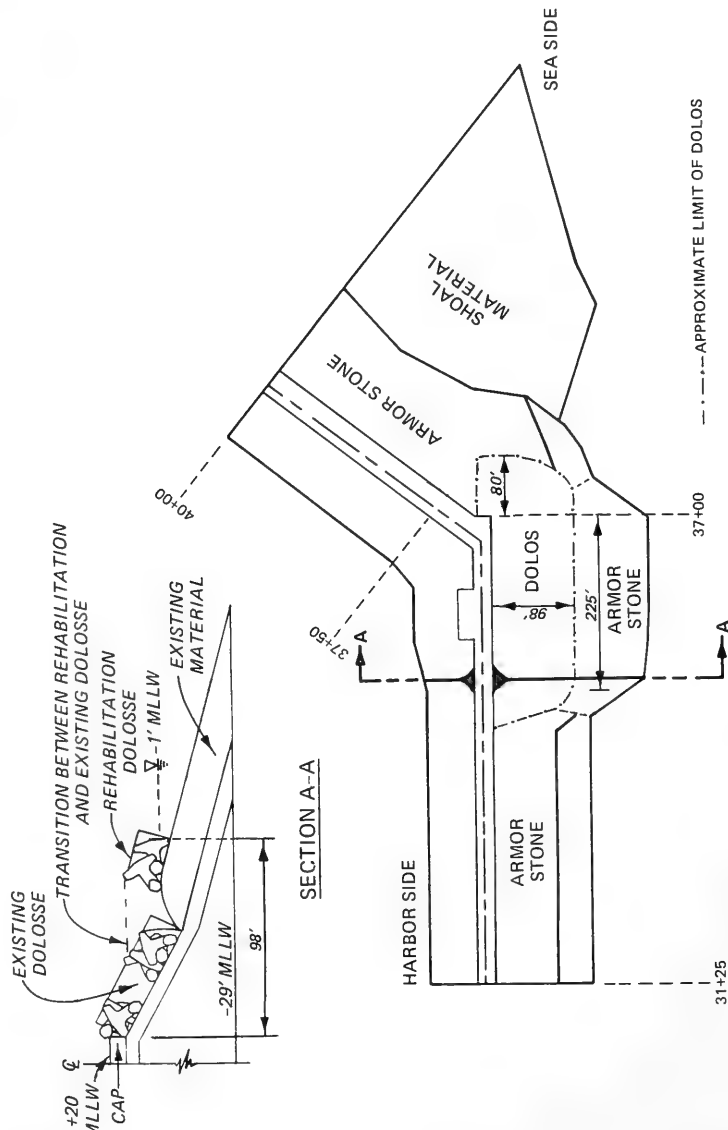 EXISTING
DOLOSSE
TRANSITION BETWEEN REHABILITATION
AND EXISTING DOLOSSE
REHABILITATION
DOLOSSE
-1' MLLW
EXISTING
MATERIAL
℄
+20
MLLW
CAP
-29' MLLW
98'
SECTION A-A
40+00
37+50
SEA SIDE
SHOAL
MATERIAL
ARMOR STONE
HARBOR SIDE
A
80'
DOLOS
98'
225'
ARMOR
STONE
ARMOR
STONE
A
37+00
31+25
APPROXIMATE LIMIT OF DOLOS